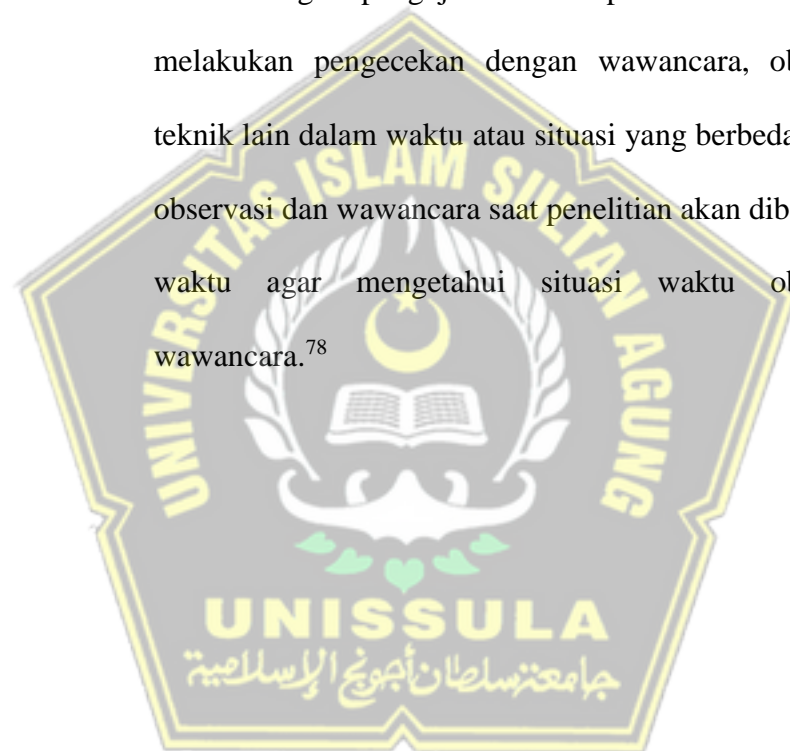 melakukan pengecekan dengan wawancara,
teknik lain dalam waktu atau situasi yang berbeda
observasi dan wawancara saat penelitian akan
waktu agar mengetahui situasi waktu
wawancara.78
UNIVERSITAS ISLAM SULTAN AGUNG
UNISSULA
جامعة سلطان أجونج الإسلامية